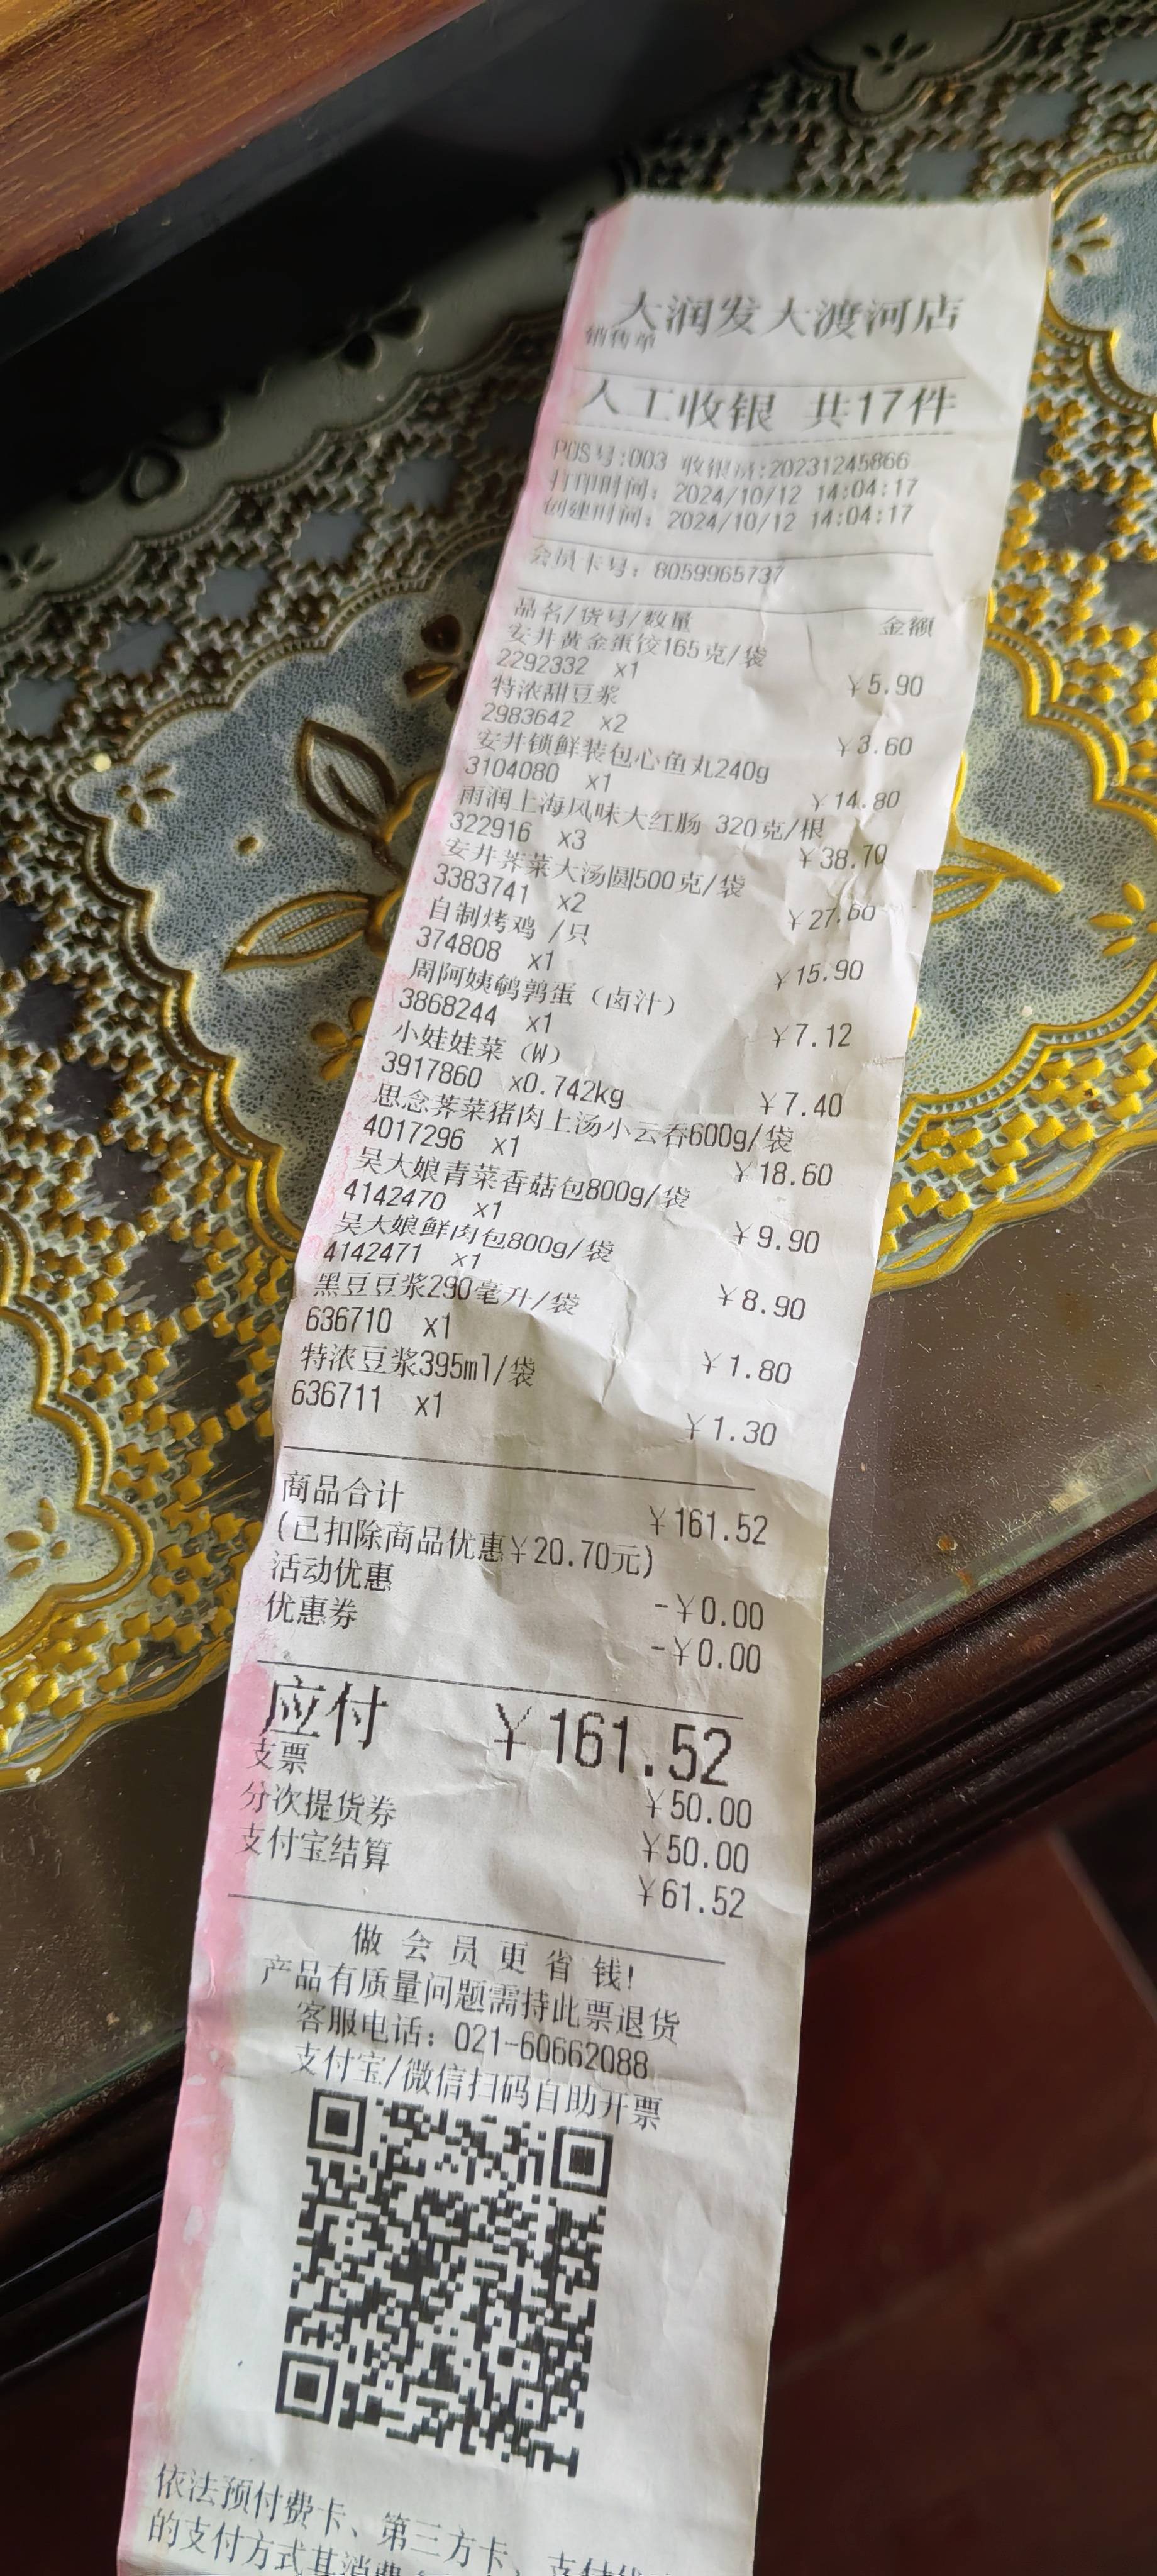 大润发大渡河店
销售单
人工收银 共17件
POS号:003 收银员:20231245866
打印时间：2024/10/12 14:04:17
创建时间：2024/10/12 14:04:17
会员卡号：8059965737
品名/货号/数量 金额
安井黄金蛋饺165克/袋
2292332 x1 ￥5.90
特浓甜豆浆
2983642 x2 ￥3.60
安井锁鲜装包心鱼丸240g
3104080 x1 ￥14.80
雨润上海风味大红肠 320克/根
322916 x3 ￥38.70
安井荠菜大汤圆500克/袋
3383741 x2 ￥27.60
自制烤鸡 /只
374808 x1 ￥15.90
周阿姨鹌鹑蛋（卤汁）
3868244 x1 ￥7.12
小娃娃菜（W）
3917860 x0.742kg ￥7.40
思念荠菜猪肉上汤小云吞600g/袋
4017296 x1 ￥18.60
吴大娘青菜香菇包800g/袋
4142470 x1 ￥9.90
吴大娘鲜肉包800g/袋
4142471 x1 ￥8.90
黑豆豆浆290毫升/袋
636710 x1 ￥1.80
特浓豆浆395ml/袋
636711 x1 ￥1.30
商品合计 ￥161.52
(已扣除商品优惠￥20.70元)
活动优惠 -￥0.00
优惠券 -￥0.00
应付 ￥161.52
支票 ￥50.00
分次提货券 ￥50.00
支付宝结算 ￥61.52
做会员更省钱!
产品有质量问题需持此票退货
客服电话：021-60662088
支付宝/微信扫码自助开票
依法预付费卡、第三方卡、支付
的支付方式其消费